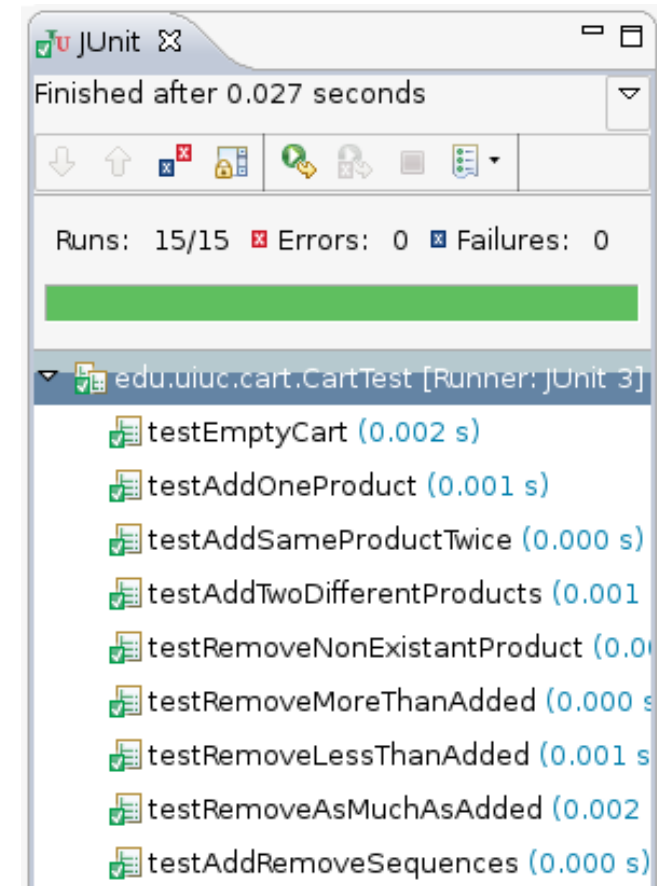 JUnit
Finished after 0.027 seconds
Runs: 15/15 Errors: 0 Failures: 0
edu.uiuc.cart.CartTest [Runner: JUnit 3]
testEmptyCart (0.002 s)
testAddOneProduct (0.001 s)
testAddSameProductTwice (0.000 s)
testAddTwoDifferentProducts (0.001
testRemoveNonExistantProduct (0.0
testRemoveMoreThanAdded (0.000 s
testRemoveLessThanAdded (0.001 s
testRemoveAsMuchAsAdded (0.002
testAddRemoveSequences (0.000 s)